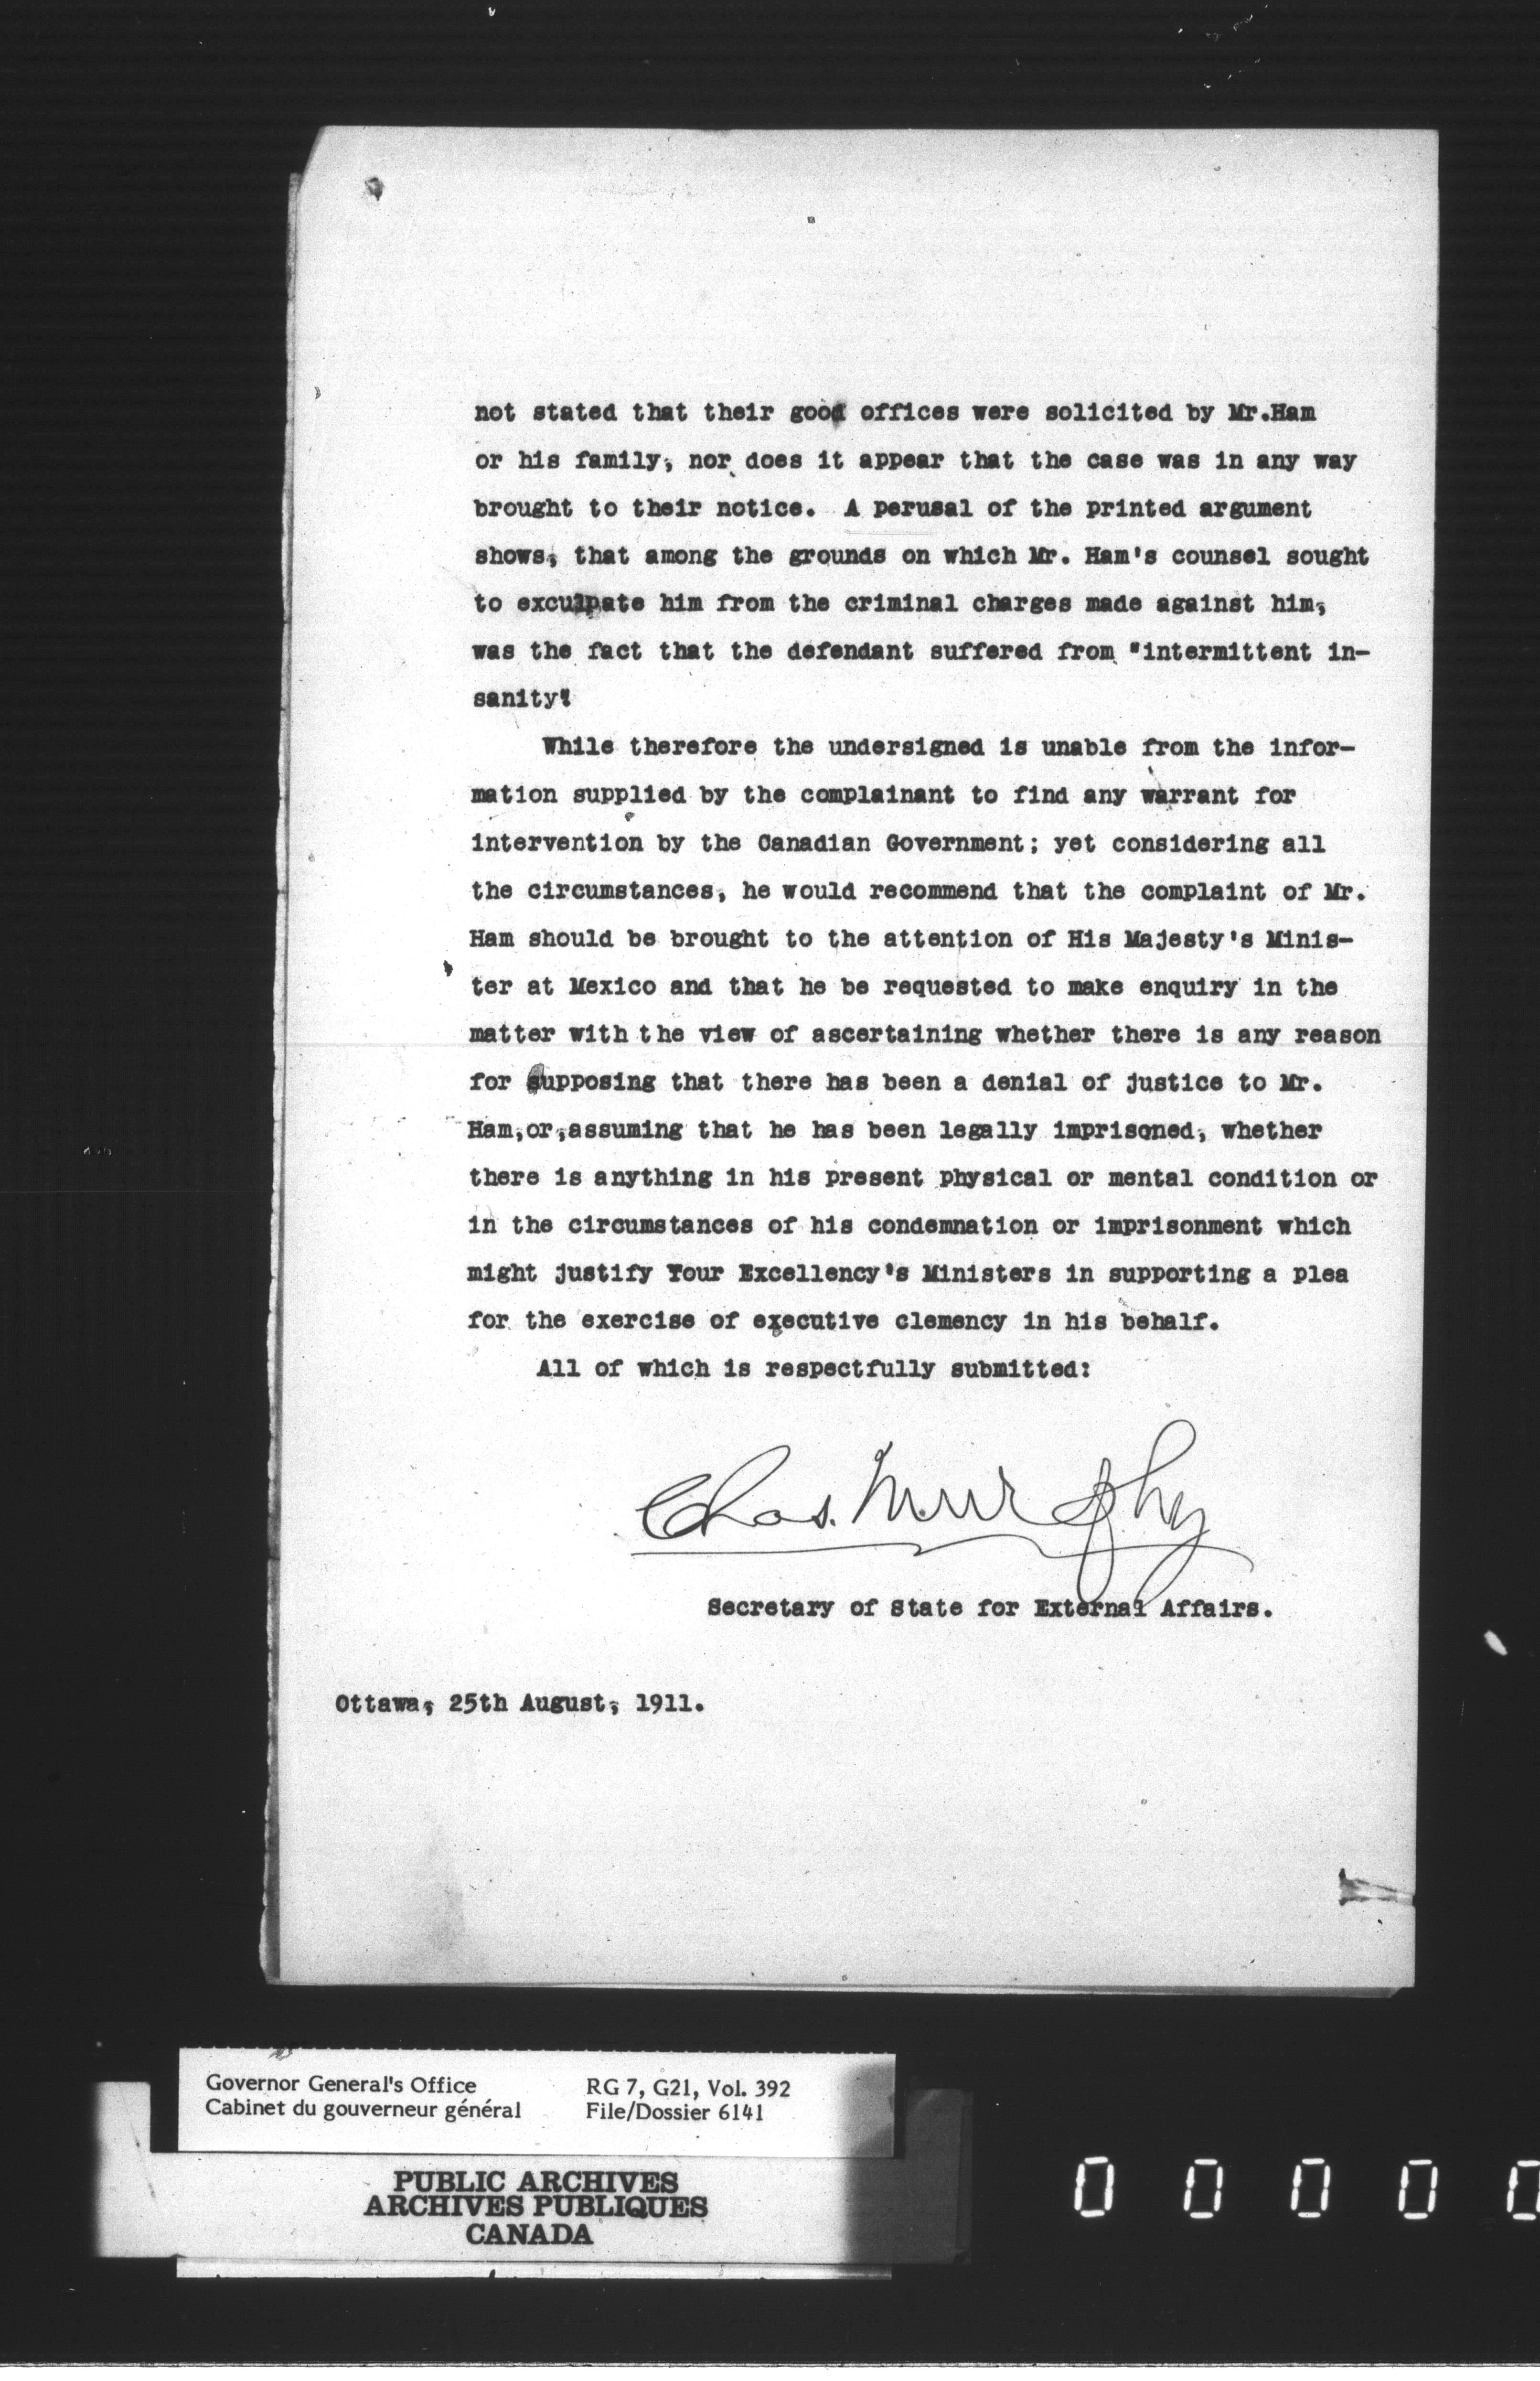 not stated that their good offices were solicited by Mr.Ham
or his family, nor does it appear that the case was in any way
brought to their notice. A perusal of the printed argument
shows, that among the grounds on which Mr. Ham's counsel sought
to exculpate him from the criminal charges made against him,
was the fact that the defendant suffered from "intermittent in-
sanity".
While therefore the undersigned is unable from the infor-
mation supplied by the complainant to find any warrant for
intervention by the Canadian Government; yet considering all
the circumstances, he would recommend that the complaint of Mr.
Ham should be brought to the attention of His Majesty's Minis-
ter at Mexico and that he be requested to make enquiry in the
matter with the view of ascertaining whether there is any reason
for supposing that there has been a denial of justice to Mr.
Ham,or,assuming that he has been legally imprisoned, whether
there is anything in his present physical or mental condition or
in the circumstances of his condemnation or imprisonment which
might justify Your Excellency's Ministers in supporting a plea
for the exercise of executive clemency in his behalf.
All of which is respectfully submitted:
Chas. Murphy
Secretary of State for External Affairs.
Ottawa, 25th August, 1911.
Governor General's Office RG 7, G21, Vol. 392
Cabinet du gouverneur général File/Dossier 6141
PUBLIC ARCHIVES
ARCHIVES PUBLIQUES
CANADA
0 0 0 0 0